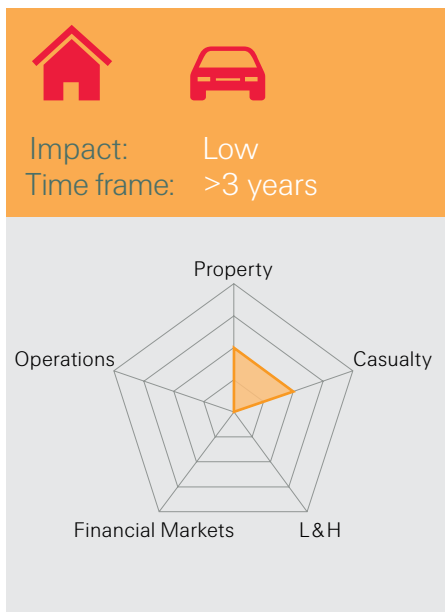 Impact: Low
Time frame: >3 years
Property
Operations
Casualty
Financial Markets
L&H